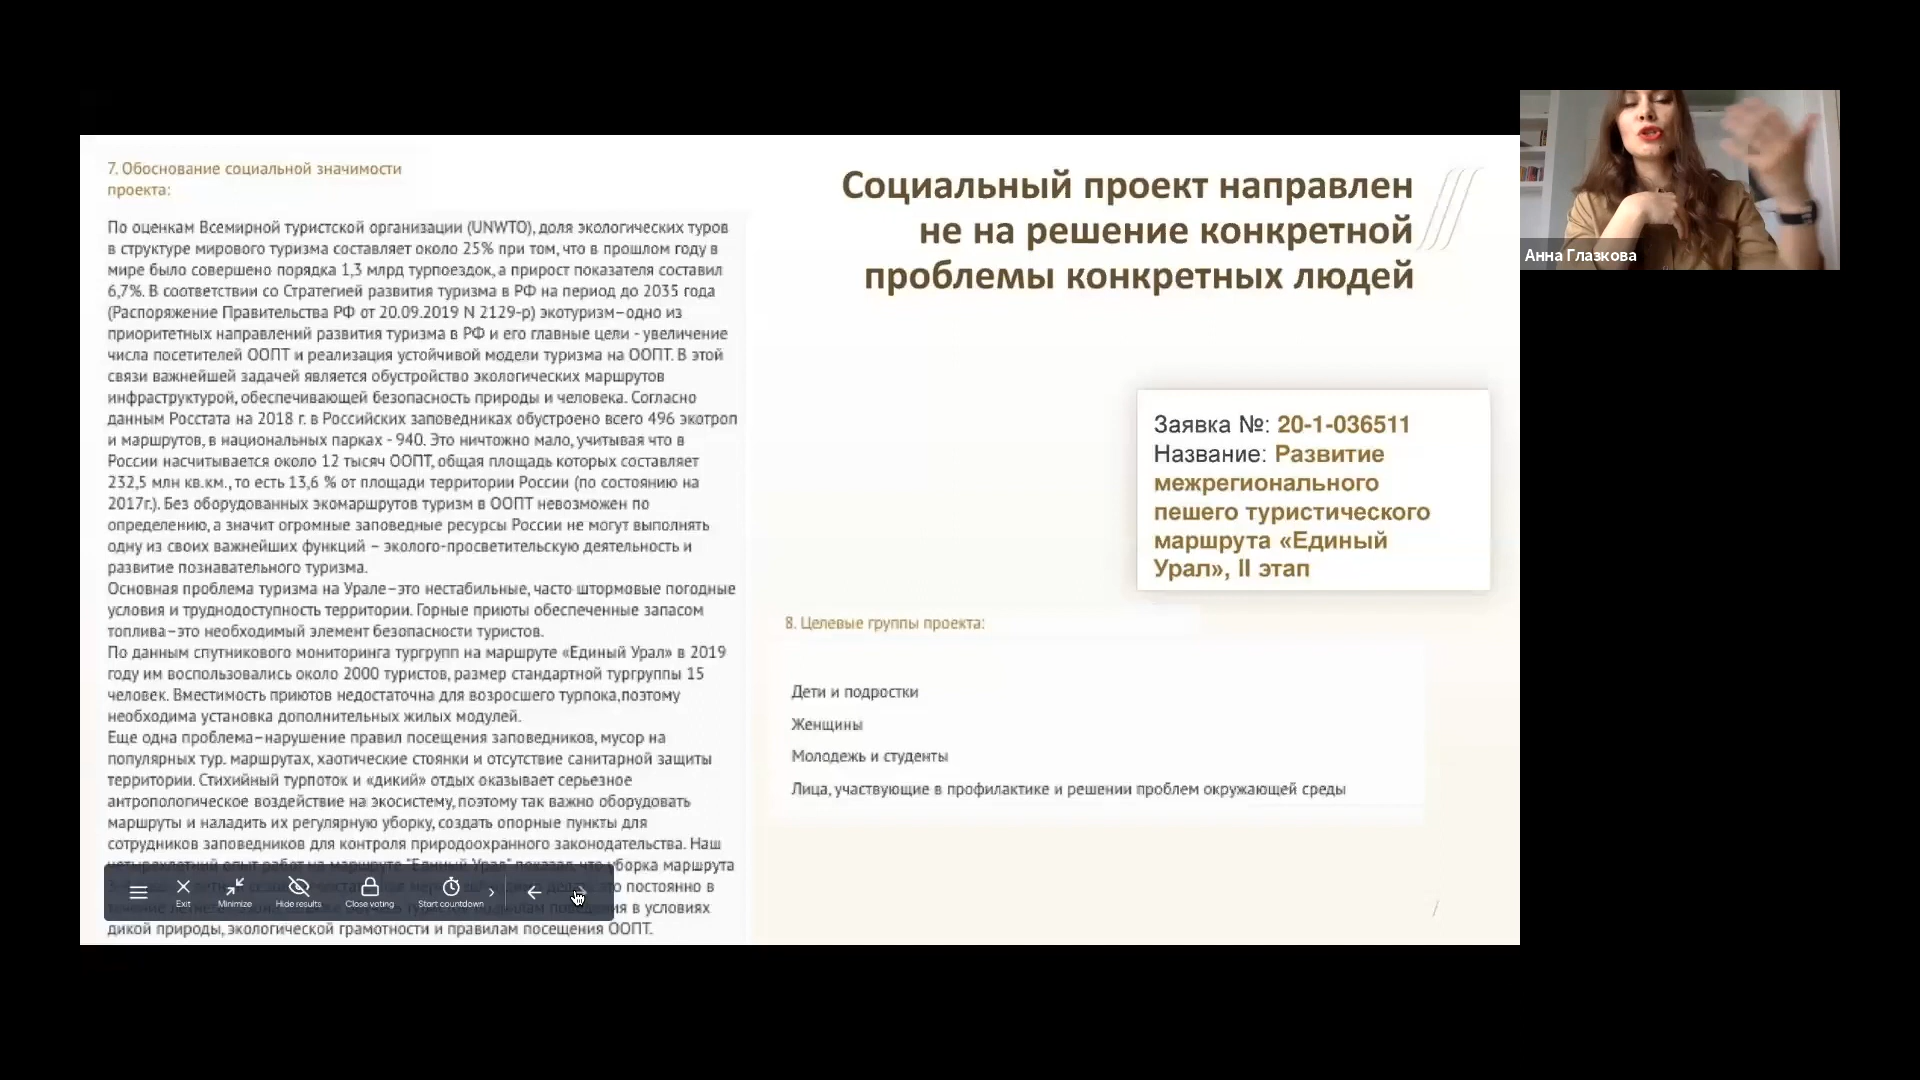 7. Обоснование социальной значимости
проекта:
По оценкам Всемирной туристской организации (UNWTO), доля экологических туров
в структуре мирового туризма составляет около 25% при том, что в прошлом году в
мире было совершено порядка 1,3 млрд турпоездок, а прирост показателя составил
6,7%. В соответствии со Стратегией развития туризма в РФ на период до 2035 года
(Распоряжение Правительства РФ от 20.09.2019 N 2129-р) экотуризм–одно из
приоритетных направлений развития туризма в РФ и его главные цели - увеличение
числа посетителей ООПТ и реализация устойчивой модели туризма на ООПТ. В этой
связи важнейшей задачей является обустройство экологических маршрутов
инфраструктурой, обеспечивающей безопасность природы и человека. Согласно
данным Росстата на 2018 г. в Российских заповедниках обустроено всего 496 экотроп
и маршрутов, в национальных парках - 940. Это ничтожно мало, учитывая что в
России насчитывается около 12 тысяч ООПТ, общая площадь которых составляет
232,5 млн кв.км., то есть 13,6 % от площади территории России (по состоянию на
2017г.). Без оборудованных экомаршрутов туризм в ООПТ невозможен по
определению, а значит огромные заповедные ресурсы России не могут выполнять
одну из своих важнейших функций – эколого-просветительскую деятельность и
развитие познавательного туризма.
Основная проблема туризма на Урале–это нестабильные, часто штормовые погодные
условия и труднодоступность территории. Горные приюты обеспеченные запасом
топлива–это необходимый элемент безопасности туристов.
По данным спутникового мониторинга тургрупп на маршруте «Единый Урал» в 2019
году им воспользовались около 2000 туристов, размер стандартной тургруппы 15
человек. Вместимость приютов недостаточна для возросшего турпока,поэтому
необходима установка дополнительных жилых модулей.
Еще одна проблема–нарушение правил посещения заповедников, мусор на
популярных тур. маршрутах, хаотические стоянки и отсутствие санитарной защиты
территории. Стихийный турпоток и «дикий» отдых оказывает серьезное
антропологическое воздействие на экосистему, поэтому так важно оборудовать
маршруты и наладить их регулярную уборку, создать опорные пункты для
сотрудников заповедников для контроля природоохранного законодательства. Наш
четырехлетний опыт работ на маршруте "Единый Урал" показал, что уборка маршрута
постоянно в
в условиях
дикой природы, экологической грамотности и правилам посещения ООПТ.
Exit
Minimize
Hide results
Close voting
Start countdown
Социальный проект направлен
не на решение конкретной
проблемы конкретных людей
Заявка №: 20-1-036511
Название: Развитие
межрегионального
пешего туристического
маршрута «Единый
Урал», II этап
8. Целевые группы проекта:
Дети и подростки
Женщины
Молодежь и студенты
Лица, участвующие в профилактике и решении проблем окружающей среды
Анна Глазкова